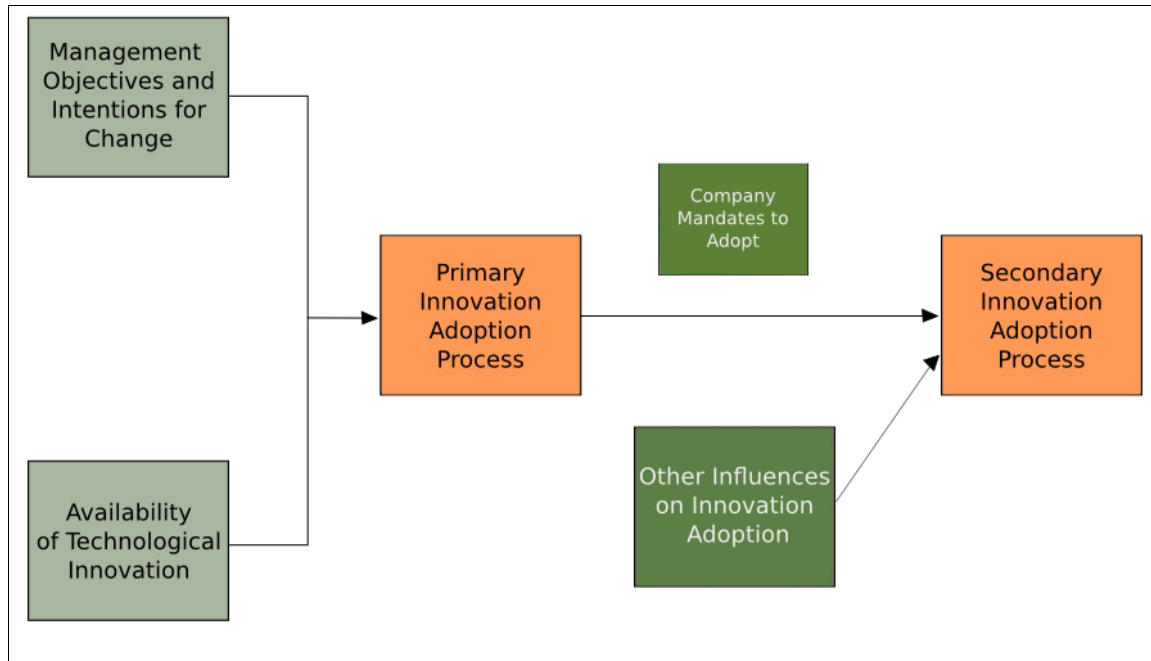 Management
Objectives and
Intentions for
Change
Company
Mandates to
Adopt
Primary
Innovation
Adoption
Process
Secondary
Innovation
Adoption
Process
Availability
of Technological
Innovation
Other Influences
on Innovation
Adoption